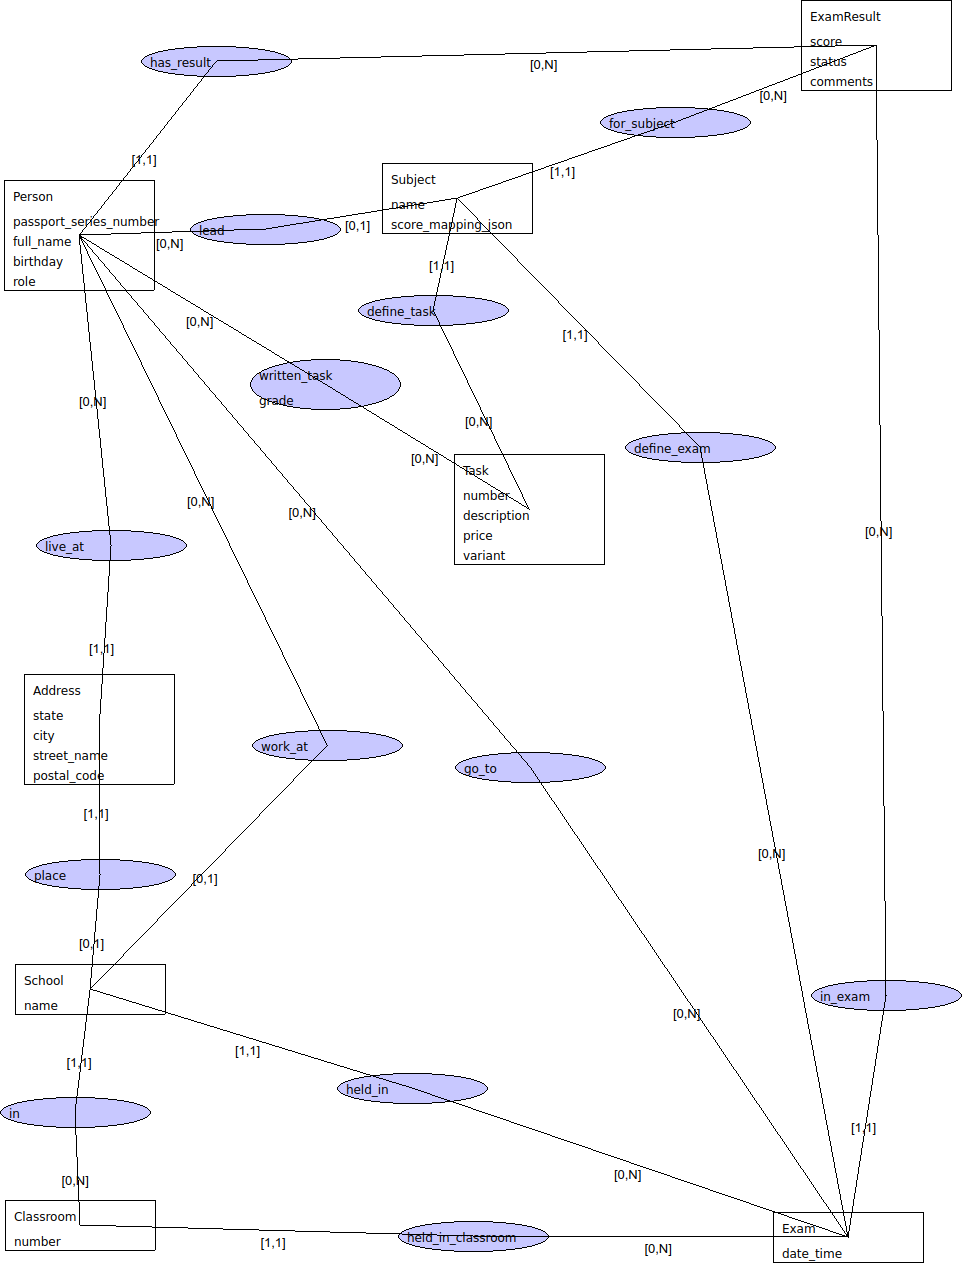 ExamResult
score
status
comments
has_result
[0,N]
[0,N]
for_subject
[1,1]
[1,1]
Subject
name
score_mapping_json
Person
passport_series_number
full_name
birthday
role
lead
[0,1]
[0,N]
[1,1]
define_task
[0,N]
[1,1]
written_task
grade
[0,N]
[0,N]
define_exam
[0,N]
Task
number
description
price
variant
[0,N]
[0,N]
[0,N]
live_at
[1,1]
Address
state
city
street_name
postal_code
work_at
go_to
[1,1]
[0,N]
place
[0,1]
[0,1]
School
name
in_exam
[0,N]
[1,1]
[1,1]
held_in
in
[1,1]
[0,N]
[0,N]
Classroom
number
held_in_classroom
[1,1]
[0,N]
Exam
date_time